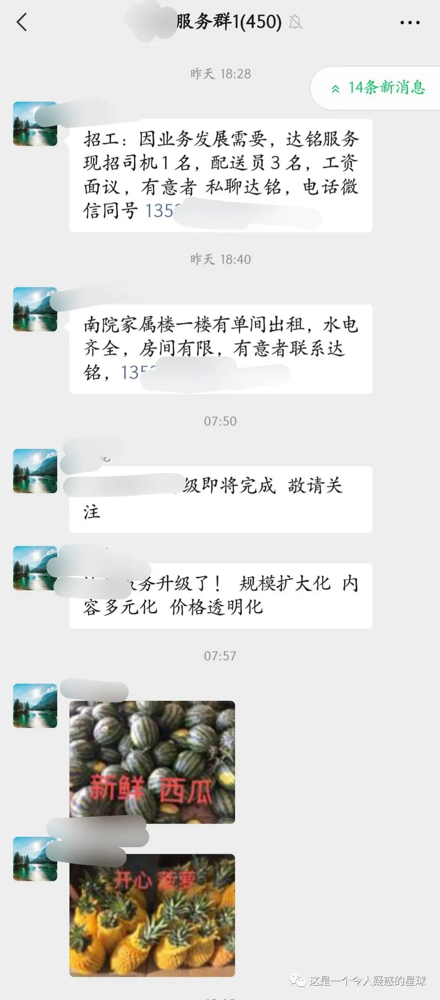 服务群1(450)
昨天 18:28
14条新消息
招工：因业务发展需要，达铭服务
现招司机1名，配送员3名，工资
面议，有意者 私聊达铭，电话微
信同号 135
昨天 18:40
南院家属楼一楼有单间出租，水电
齐全，房间有限，有意者联系达
铭，135
07:50
级即将完成 敬请关
注
务升级了！ 规模扩大化 内
容多元化 价格透明化
07:57
新鲜 西瓜
开心 菠萝
这是一个令人疑惑的星球